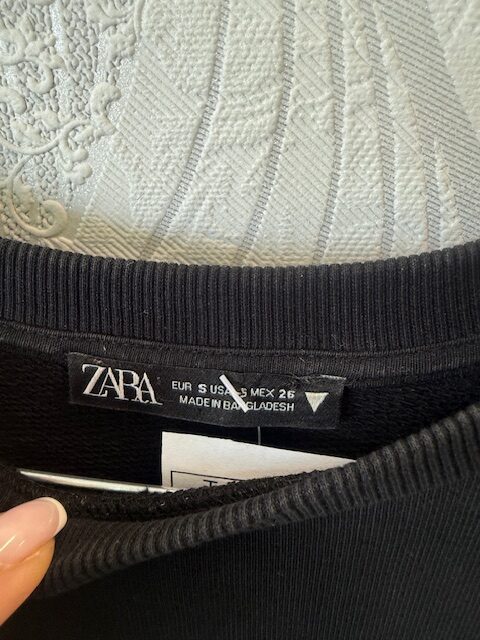 ZARA
EUR S USA S MEX 26
MADE IN BANGLADESH